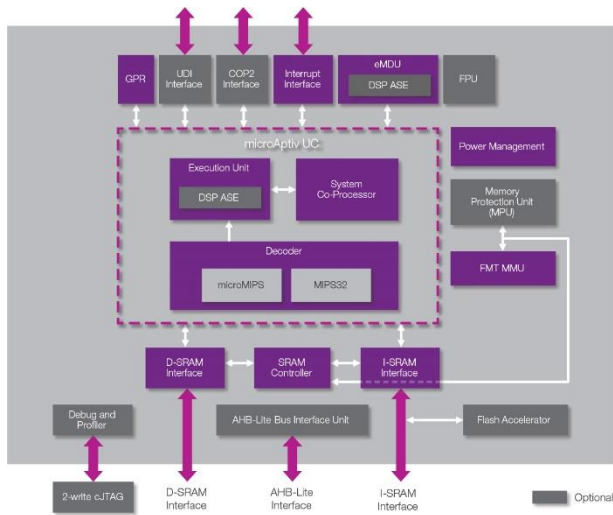 GPR
UDI
Interface
COP2
Interface
Interrupt
Interface
eMDU
DSP ASE
FPU
microAptiv UC
Execution Unit
DSP ASE
System
Co-Processor
Power Management
Memory
Protection Unit
(MPU)
Decoder
microMIPS
MIPS32
FMT MMU
D-SRAM
Interface
SRAM
Controller
I-SRAM
Interface
Debug and
Profiler
AHB-Lite Bus Interface Unit
Flash Accelerator
2-write cJTAG
D-SRAM
Interface
AHB-Lite
Interface
I-SRAM
Interface
Optional